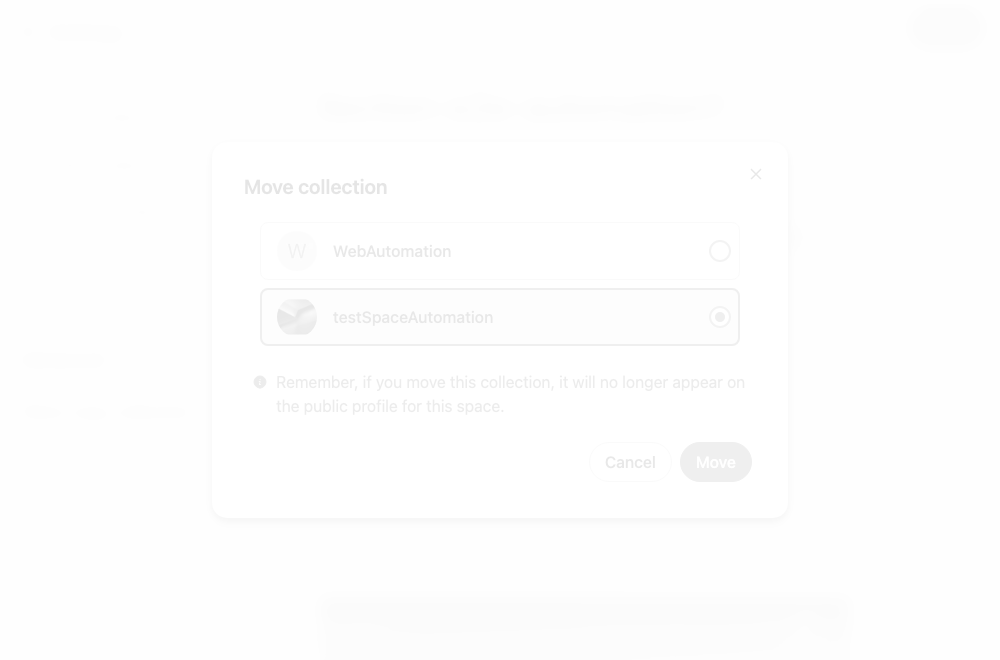 Move collection
W WebAutomation
testSpaceAutomation
Remember, if you move this collection, it will no longer appear on
the public profile for this space.
Cancel Move